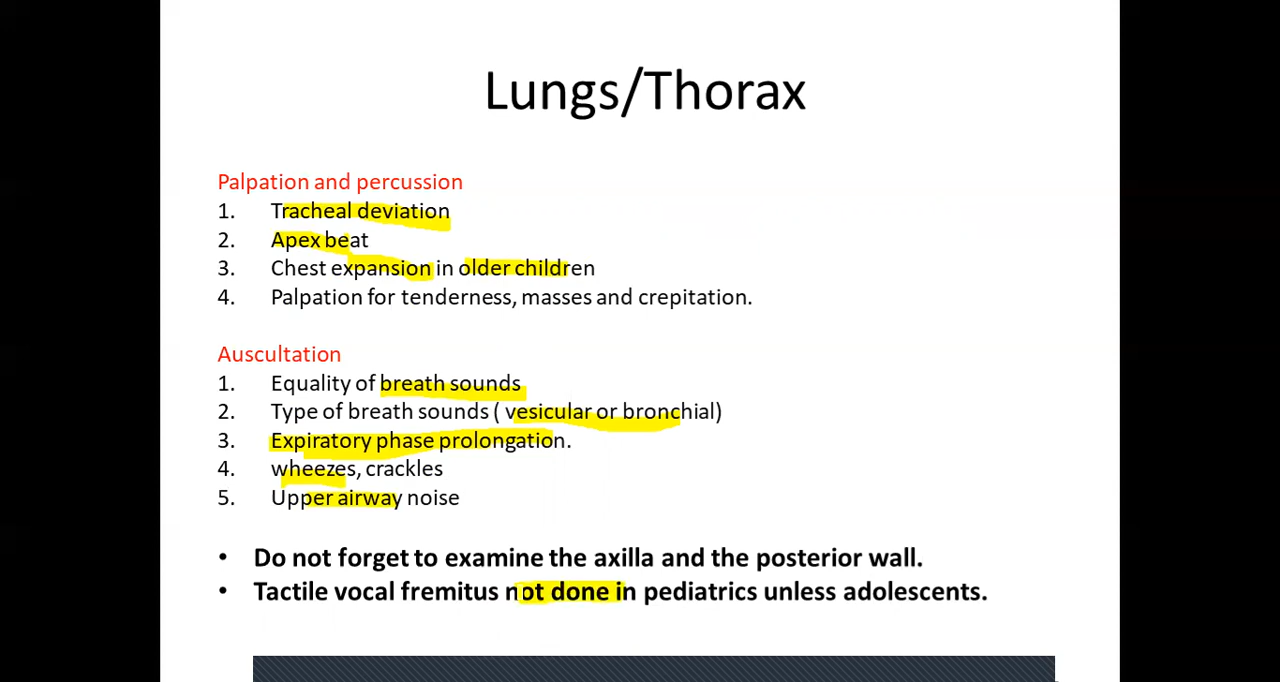 Lungs/Thorax
Palpation and percussion
1. Tracheal deviation
2. Apex beat
3. Chest expansion in older children
4. Palpation for tenderness, masses and crepitation.
Auscultation
1. Equality of breath sounds
2. Type of breath sounds ( vesicular or bronchial)
3. Expiratory phase prolongation.
4. wheezes, crackles
5. Upper airway noise
• Do not forget to examine the axilla and the posterior wall.
• Tactile vocal fremitus not done in pediatrics unless adolescents.